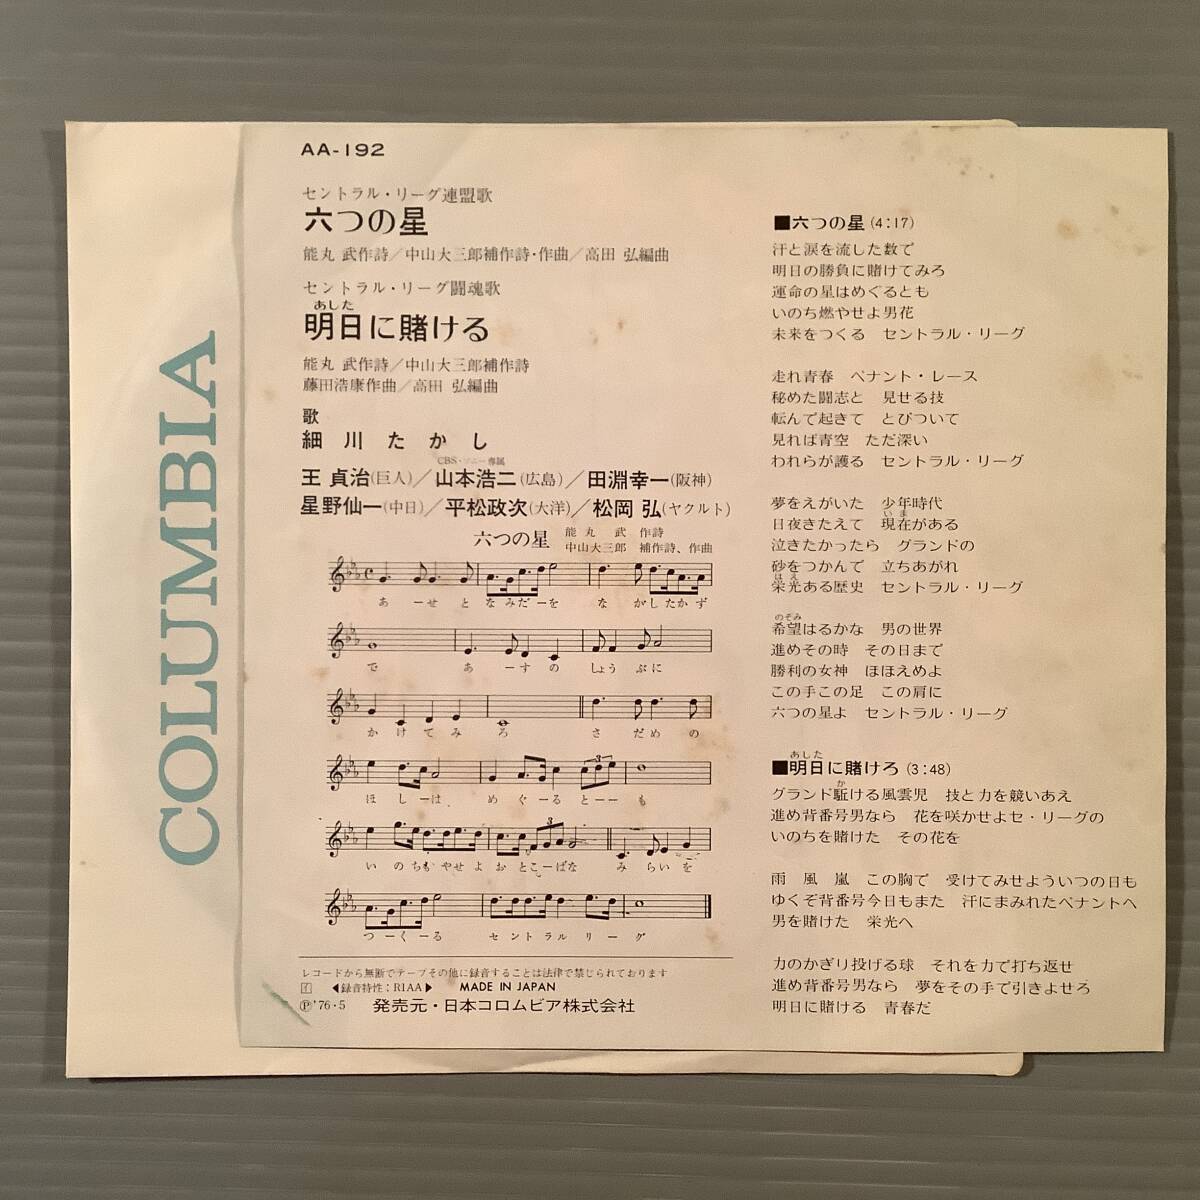 COLUMBIA
AA-192
セントラル・リーグ連盟歌
六つの星
能丸 武作詩／中山大三郎補作詩・作曲／高田 弘編曲
セントラル・リーグ闘魂歌
あした
明日に賭ける
能丸 武作詩／中山大三郎補作詩
藤田浩康作曲／高田 弘編曲
歌
細川たかし
CBS・ソニー専属
王 貞治(巨人)／山本浩二(広島)／田淵幸一(阪神)
星野仙一(中日)／平松政次(大洋)／松岡 弘(ヤクルト)
六つの星 能丸 武 作詩
中山大三郎 補作詩、作曲
あーせ と なみだーを ながしたかず
で あーすの しょうぶに
かけてみ ろ さ だめの
ほしーは めぐーるとーーも
いのちもやせよおとこーばな みらいを
つーくーる セントラルリーグ
レコードから無断でテープその他に録音することは法律で禁じられております
f ◀録音特性：RIAA▶ MADE IN JAPAN
Ⓟ'76・5 発売元・日本コロムビア株式会社
■六つの星(4:17)
汗と涙を流した数で
明日の勝負に賭けてみろ
運命の星はめぐるとも
いのち燃やせよ男花
未来をつくる セントラル・リーグ
走れ青春 ペナント・レース
秘めた闘志と 見せる技
転んで起きて とびついて
見れば青空 ただ深い
われらが護る セントラル・リーグ
夢をえがいた 少年時代
いま
日夜きたえて 現在がある
泣きたかったら グランドの
砂をつかんで 立ちあがれ
はえ
栄光ある歴史 セントラル・リーグ
のぞみ
希望はるかな 男の世界
進めその時 その日まで
勝利の女神 ほほえめよ
この手この足 この肩に
六つの星よ セントラル・リーグ
あした
■明日に賭けろ(3:48)
か
グランド駈ける風雲児 技と力を競いあえ
進め背番号男なら 花を咲かせよセ・リーグの
いのちを賭けた その花を
雨 風 嵐 この胸で 受けてみせよういつの日も
ゆくぞ背番号今日もまた 汗にまみれたペナントへ
男を賭けた 栄光へ
力のかぎり投げる球 それを力で打ち返せ
進め背番号男なら 夢をその手で引きよせろ
明日に賭ける 青春だ